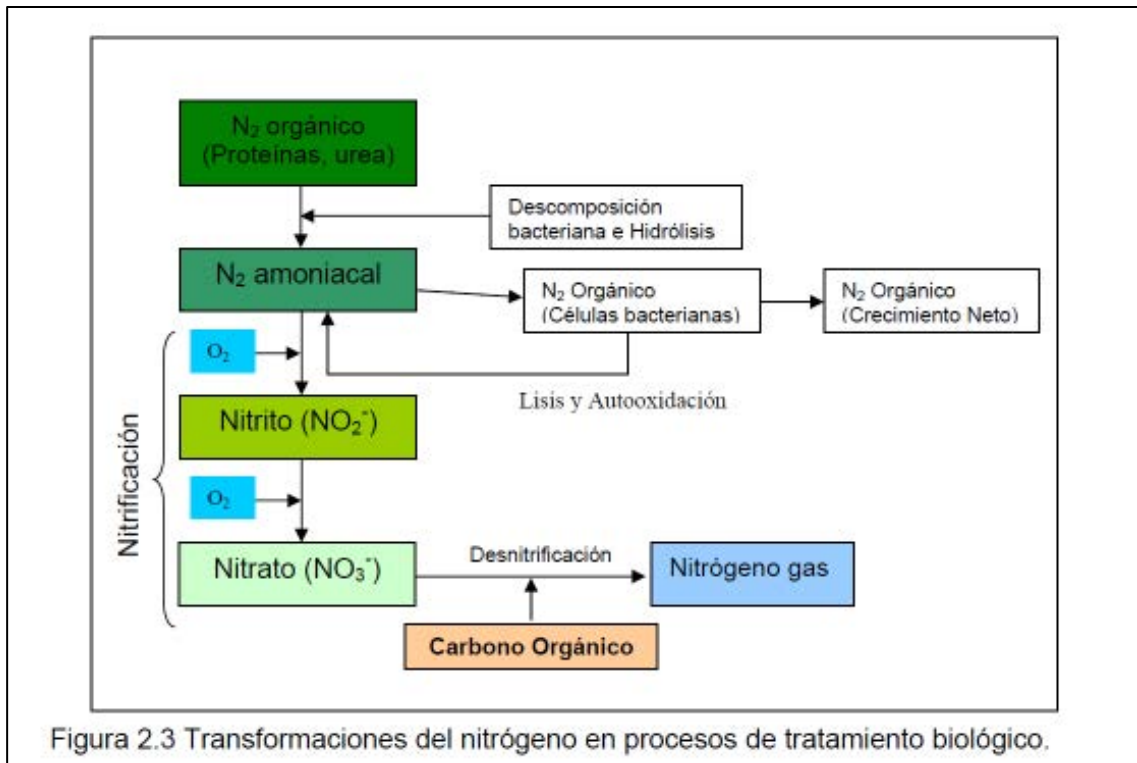 N₂ orgánico
(Proteínas, urea)
Descomposición
bacteriana e Hidrólisis
N₂ amoniacal
N₂ Orgánico
(Células bacterianas)
N₂ Orgánico
(Crecimiento Neto)
O₂
Lisis y Autooxidación
Nitrito (NO₂⁻)
Nitrificación
O₂
Desnitrificación
Nitrato (NO₃⁻)
Nitrógeno gas
Carbono Orgánico
Figura 2.3 Transformaciones del nitrógeno en procesos de tratamiento biológico.